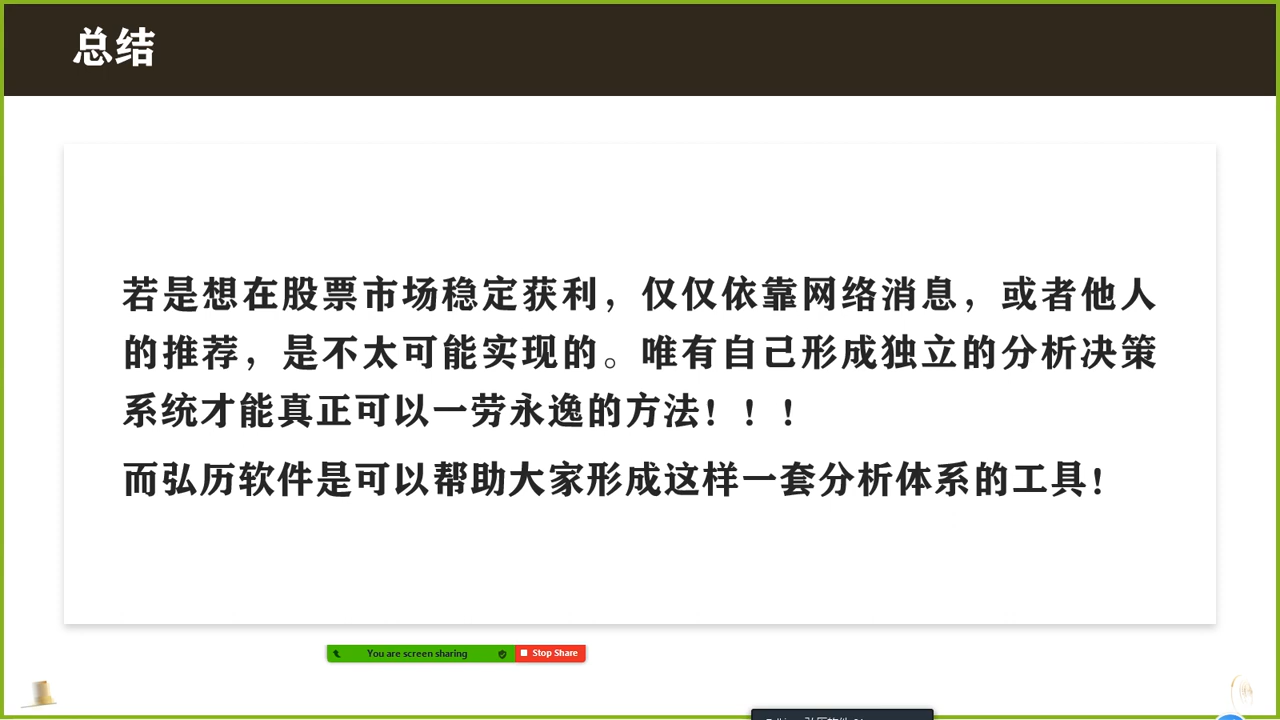 总结
若是想在股票市场稳定获利，仅仅依靠网络消息，或者他人
的推荐，是不太可能实现的。唯有自己形成独立的分析决策
系统才能真正可以一劳永逸的方法！！！
而弘历软件是可以帮助大家形成这样一套分析体系的工具！
You are screen sharing
Stop Share